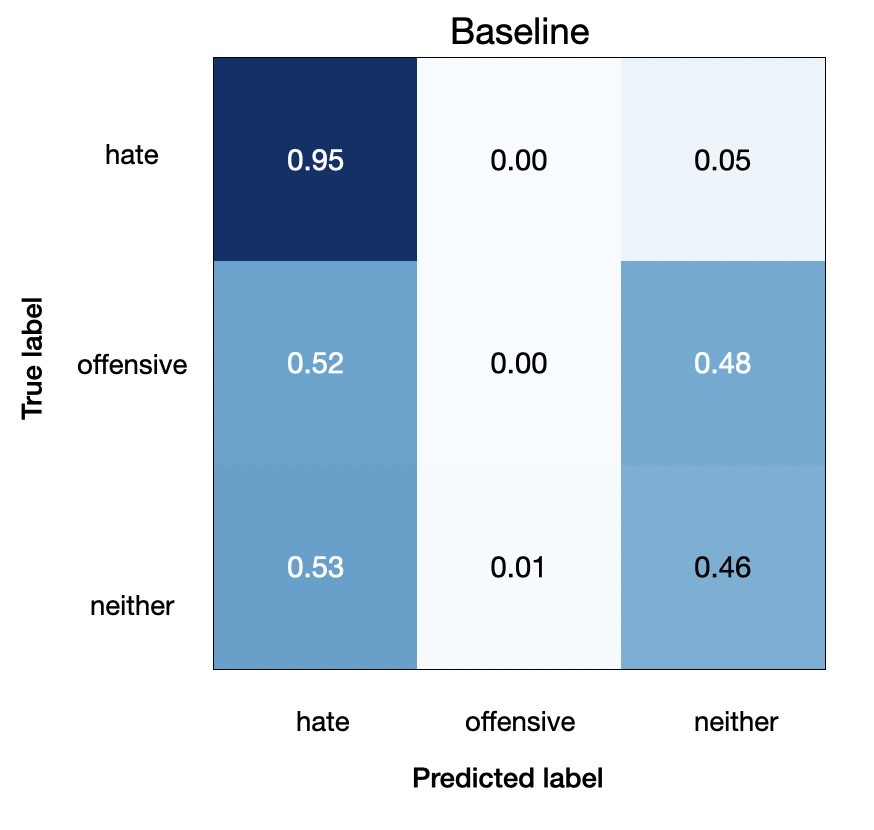 Baseline
hate 0.95 0.00 0.05
True label
offensive 0.52 0.00 0.48
neither 0.53 0.01 0.46
hate offensive neither
Predicted label